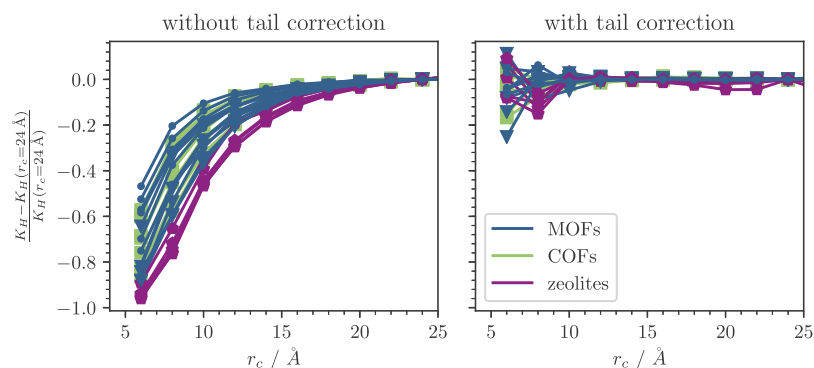 without tail correction
with tail correction
K_H−K_H(r_c=24 Å)
K_H(r_c=24 Å)
0.0
−0.2
−0.4
−0.6
−0.8
−1.0
MOFs
COFs
zeolites
5 10 15 20 25
5 10 15 20 25
r_c / Å
r_c / Å